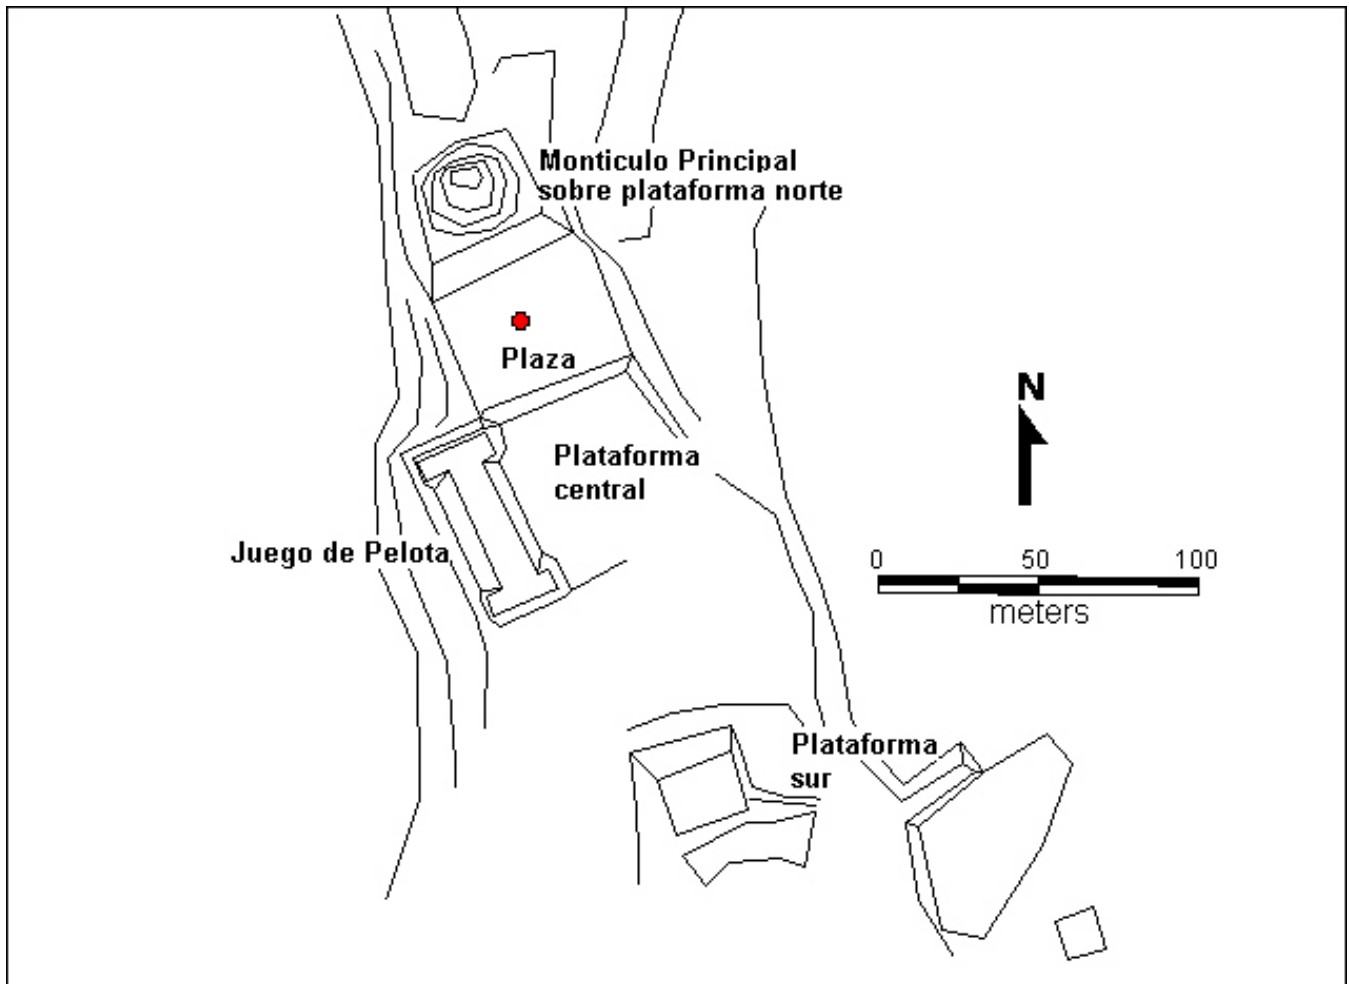 Monticulo Principal
sobre plataforma norte
Plaza
N
Plataforma
central
Juego de Pelota
0 50 100
meters
Plataforma
sur